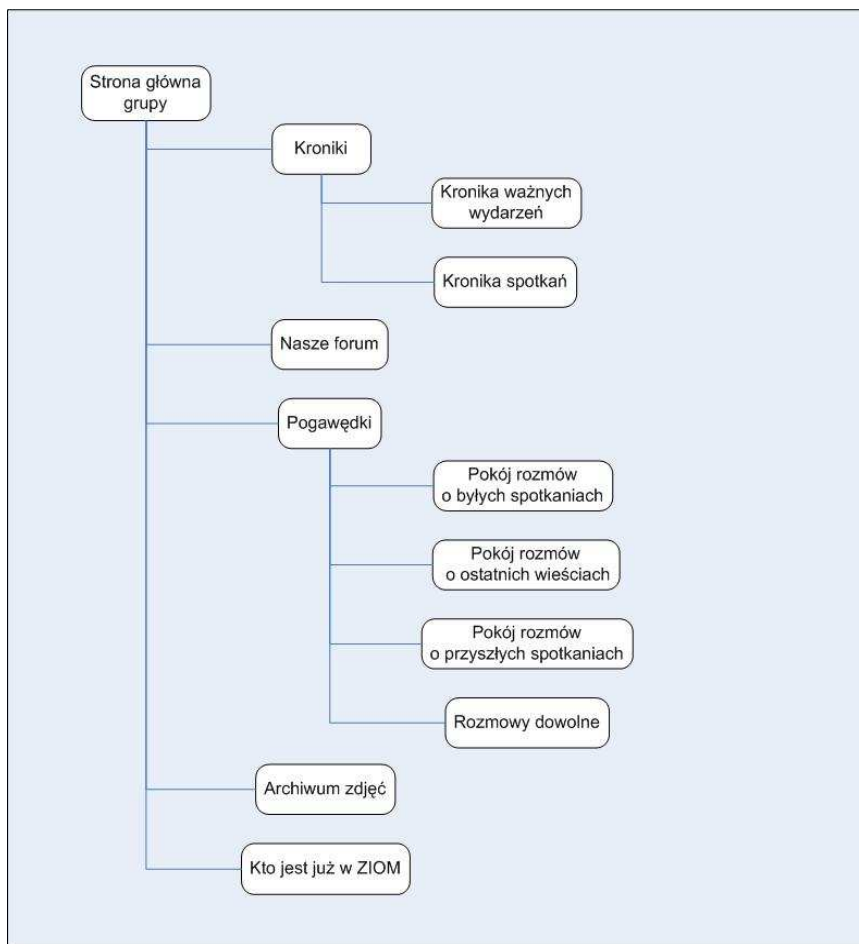 Strona główna
grupy
Kroniki
Kronika ważnych
wydarzeń
Kronika spotkań
Nasze forum
Pogawędki
Pokój rozmów
o byłych spotkaniach
Pokój rozmów
o ostatnich wieściach
Pokój rozmów
o przyszłych spotkaniach
Rozmowy dowolne
Archiwum zdjęć
Kto jest już w ZIOM